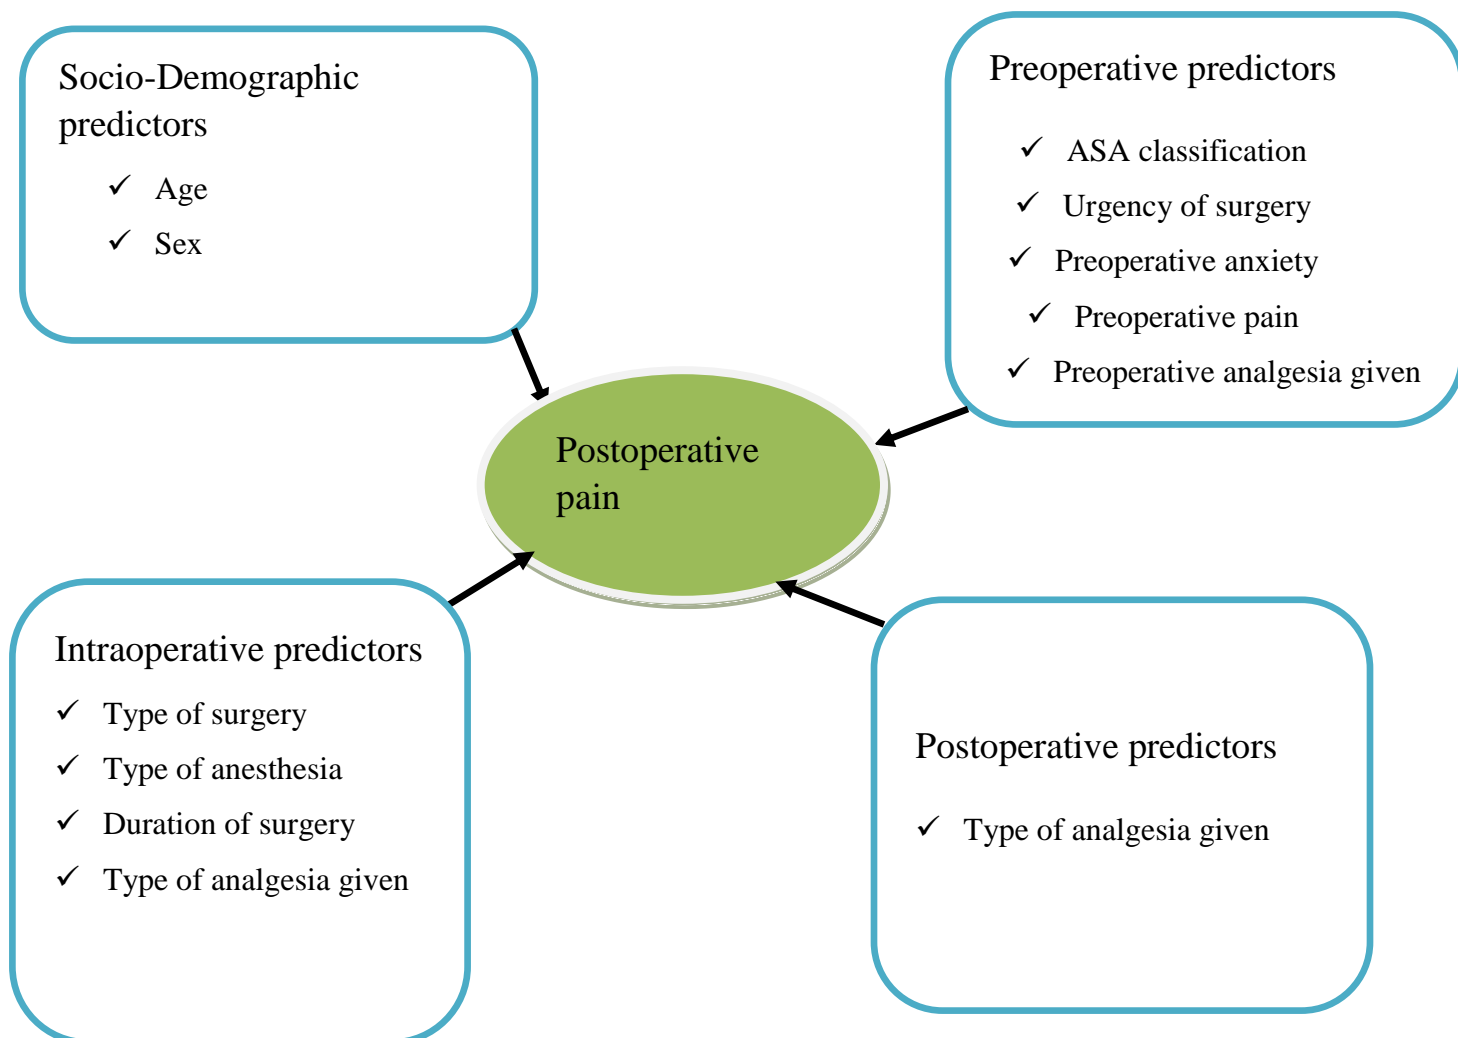 Socio-Demographic
predictors
✓ Age
✓ Sex
Preoperative predictors
✓ ASA classification
✓ Urgency of surgery
✓ Preoperative anxiety
✓ Preoperative pain
✓ Preoperative analgesia given
Postoperative
pain
Intraoperative predictors
✓ Type of surgery
✓ Type of anesthesia
✓ Duration of surgery
✓ Type of analgesia given
Postoperative predictors
✓ Type of analgesia given